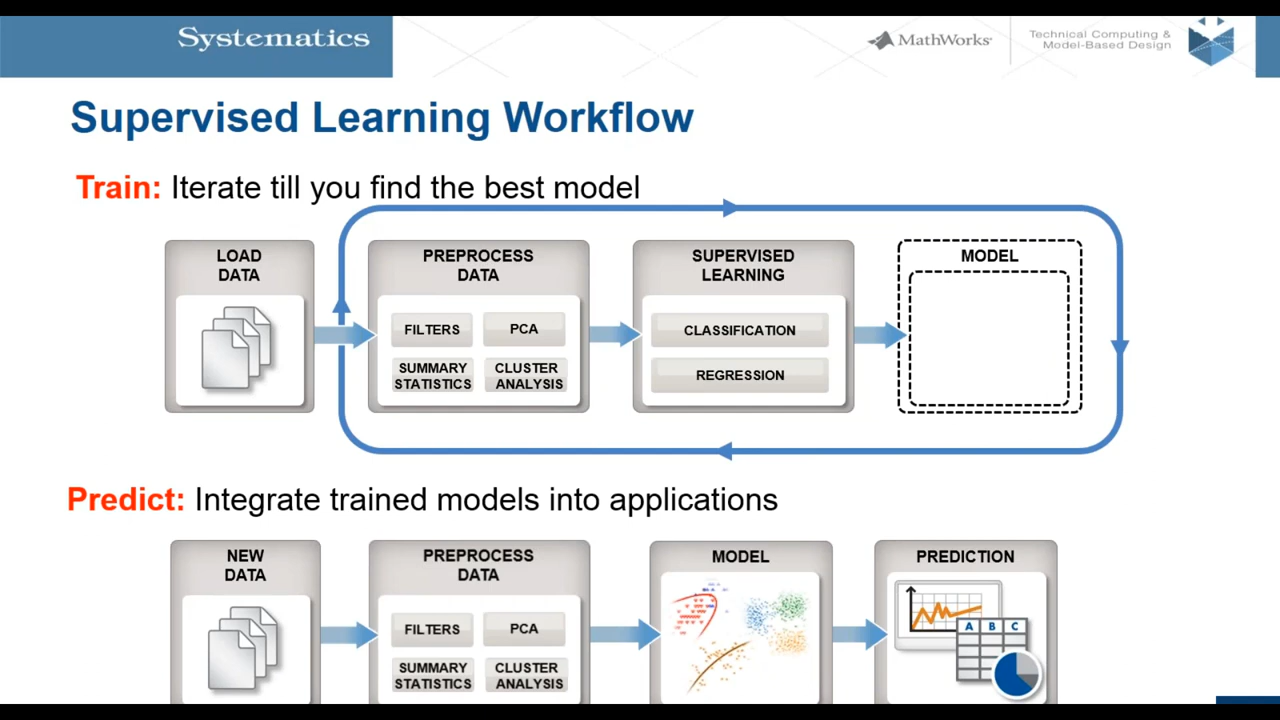 Systematics
MathWorks
Technical Computing &
Model-Based Design
Supervised Learning Workflow
Train: Iterate till you find the best model
LOAD
DATA
PREPROCESS
DATA
FILTERS
PCA
SUMMARY
STATISTICS
CLUSTER
ANALYSIS
SUPERVISED
LEARNING
CLASSIFICATION
REGRESSION
MODEL
Predict: Integrate trained models into applications
NEW
DATA
PREPROCESS
DATA
FILTERS
PCA
SUMMARY
STATISTICS
CLUSTER
ANALYSIS
MODEL
PREDICTION
A B C